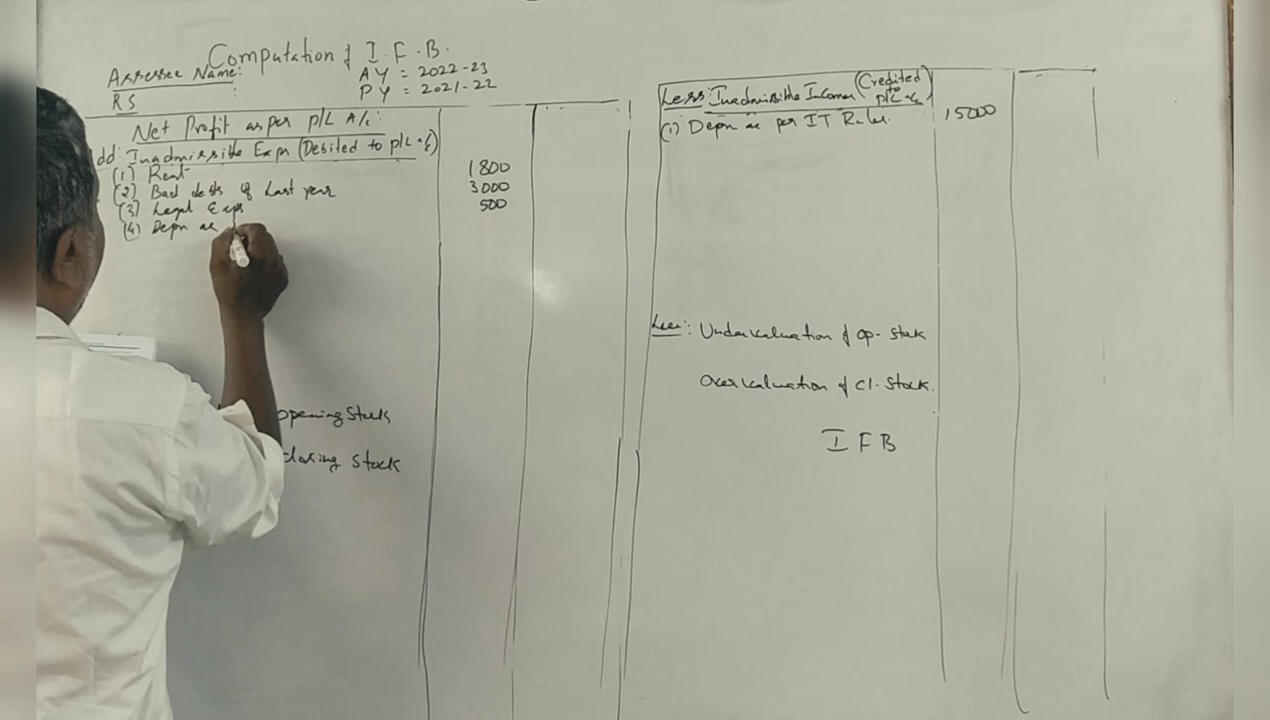 Computation of I.F.B.
Assessee Name:
AY = 2022-23
RS :
PY = 2021-22
Net Profit as per P/L A/c:
dd: Inadmissible Exps (Debited to P/L A/c)
(1) Rent 1800
(2) Bad debts of Last year 3000
(3) Legal Exps 500
(4) Depn as
opening Stock
closing Stock
Less: Inadmissible Incomes (Credited to P/L A/c)
(1) Depn as per IT Rules. 15000
Less: Undervaluation of op. Stock
Overvaluation of Cl. Stock.
I F B